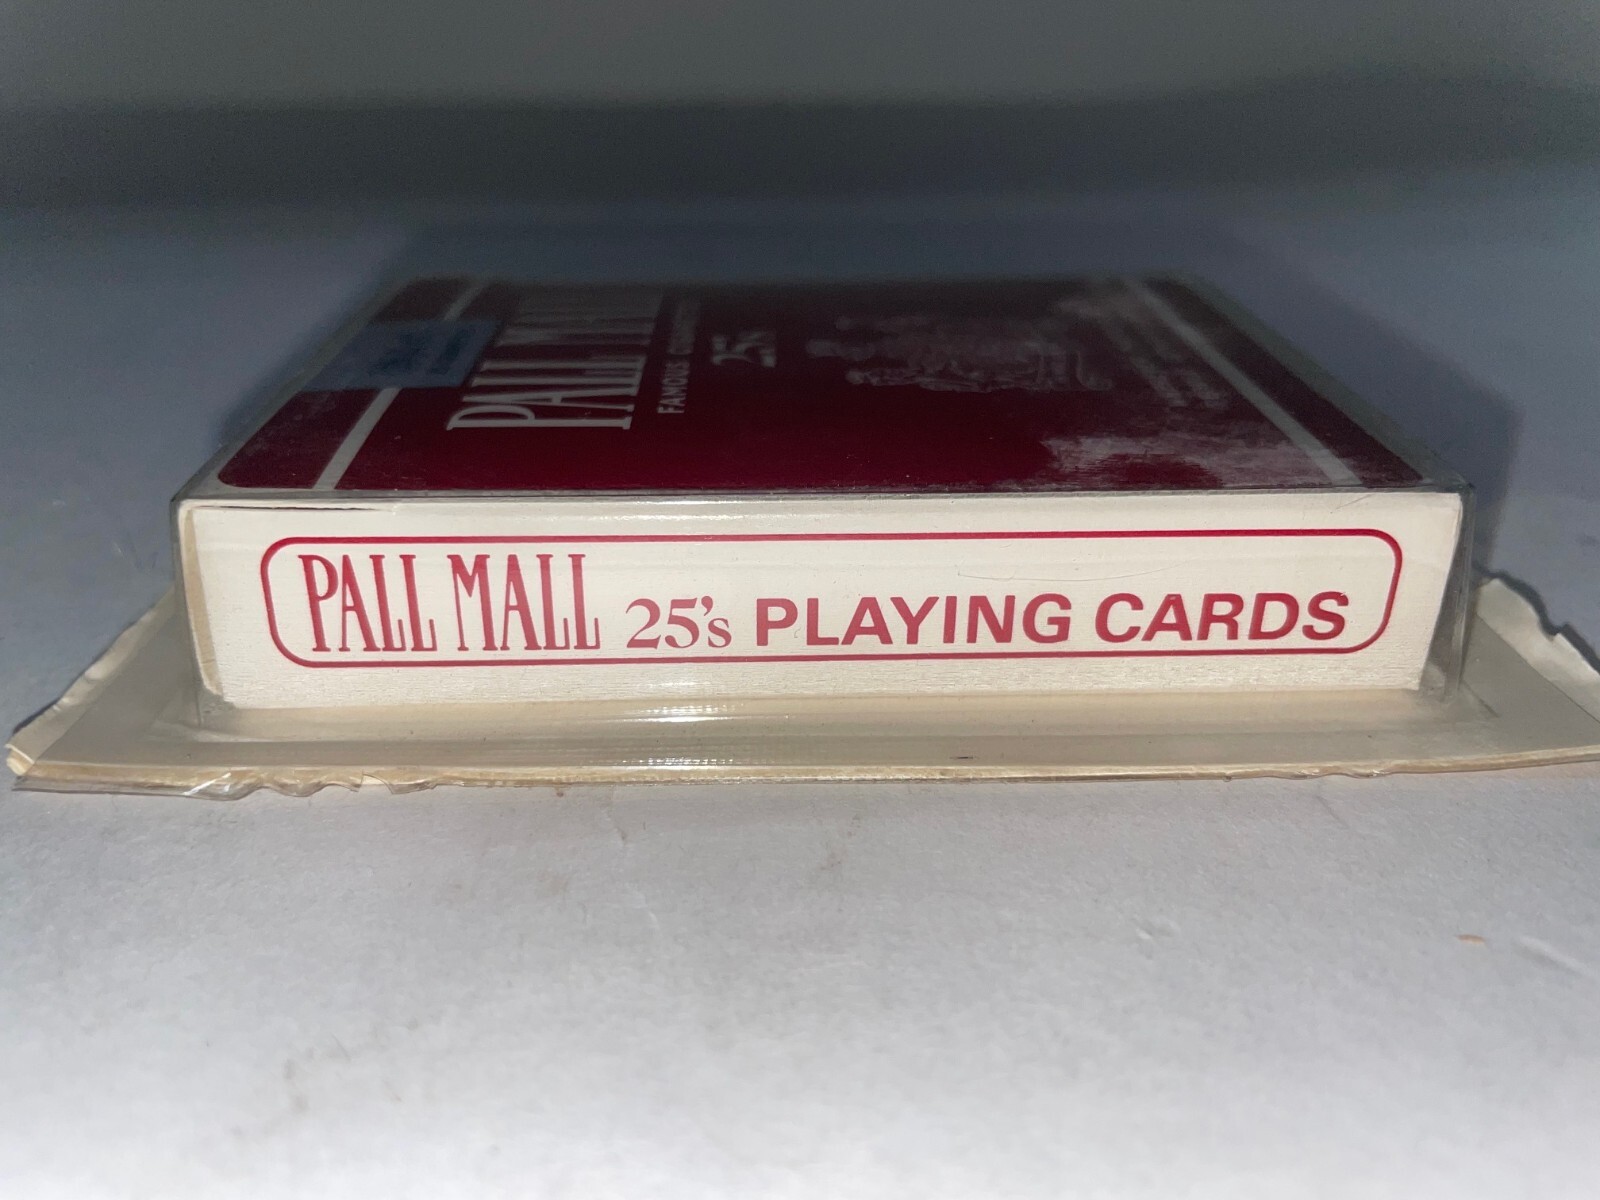 PALL MALL
FAMOUS
25's
PALL MALL 25's PLAYING CARDS